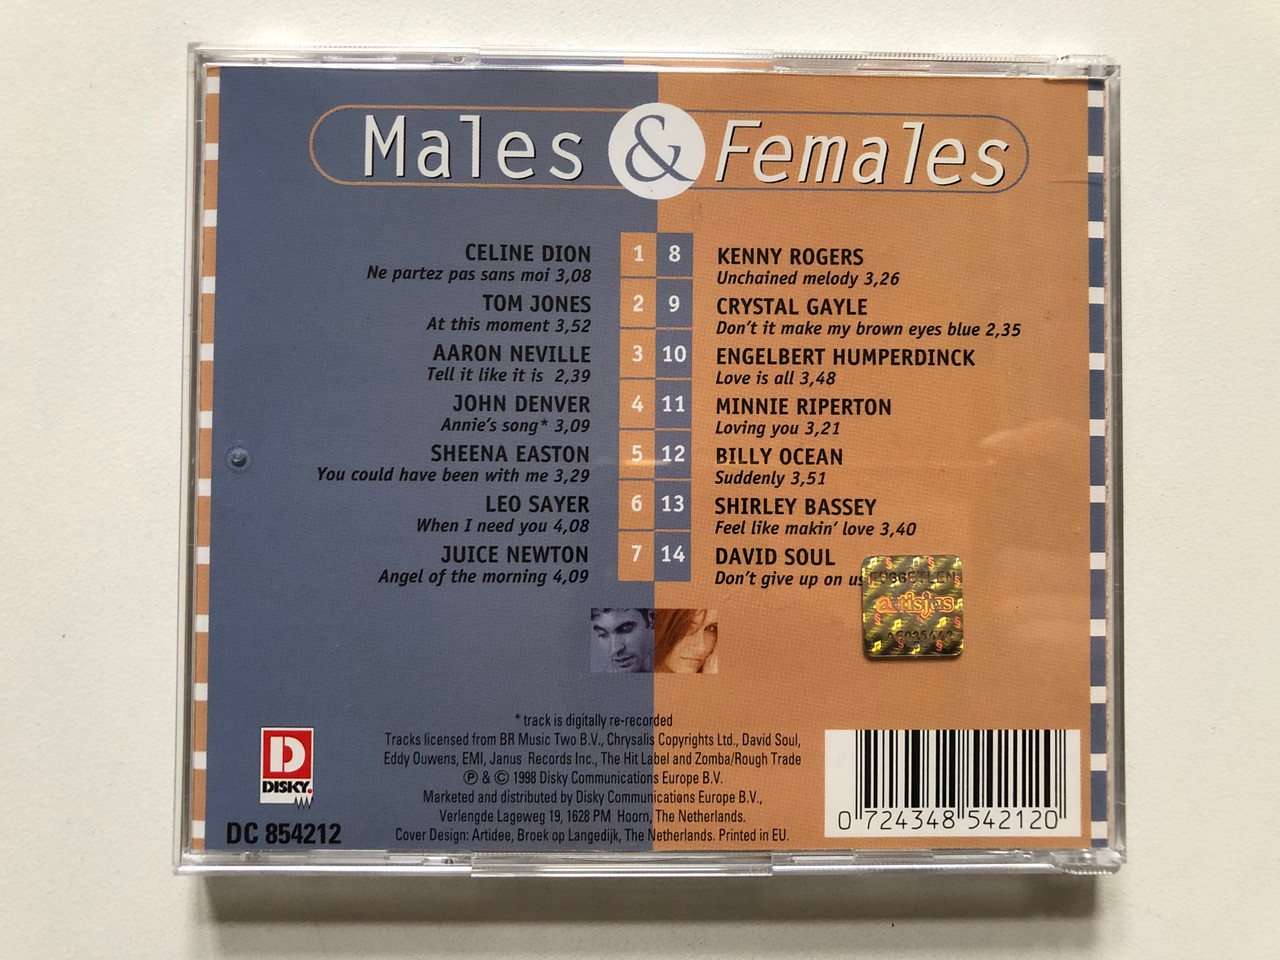 Males & Females
CELINE DION 1
Ne partez pas sans moi 3,08
TOM JONES 2
At this moment 3,52
AARON NEVILLE 3
Tell it like it is 2,39
JOHN DENVER 4
Annie's song* 3,09
SHEENA EASTON 5
You could have been with me 3,29
LEO SAYER 6
When I need you 4,08
JUICE NEWTON 7
Angel of the morning 4,09
8 KENNY ROGERS
Unchained melody 3,26
9 CRYSTAL GAYLE
Don't it make my brown eyes blue 2,35
10 ENGELBERT HUMPERDINCK
Love is all 3,48
11 MINNIE RIPERTON
Loving you 3,21
12 BILLY OCEAN
Suddenly 3,51
13 SHIRLEY BASSEY
Feel like makin' love 3,40
14 DAVID SOUL
Don't give up on us
artisjus
* track is digitally re-recorded
Tracks licensed from BR Music Two B.V., Chrysalis Copyrights Ltd., David Soul,
Eddy Ouwens, EMI, Janus Records Inc., The Hit Label and Zomba/Rough Trade
Ⓟ & © 1998 Disky Communications Europe B.V.
Marketed and distributed by Disky Communications Europe B.V.,
Verlengde Lageweg 19, 1628 PM Hoorn, The Netherlands.
Cover Design: Artidee, Broek op Langedijk, The Netherlands. Printed in EU.
D
DISKY.
DC 854212
0 724348 542120